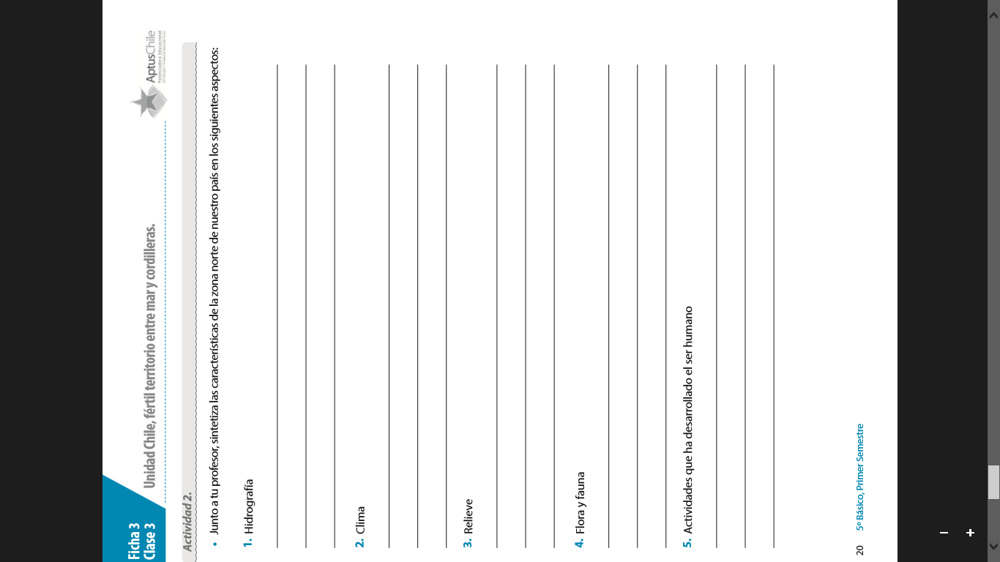 Ficha 3
Clase 3
Unidad Chile, fértil territorio entre mar y cordilleras.
AptusChile
Actividad 2.
• Junto a tu profesor, sintetiza las características de la zona norte de nuestro país en los siguientes aspectos:
1. Hidrografía
2. Clima
3. Relieve
4. Flora y fauna
5. Actividades que ha desarrollado el ser humano
20 5º Básico, Primer Semestre